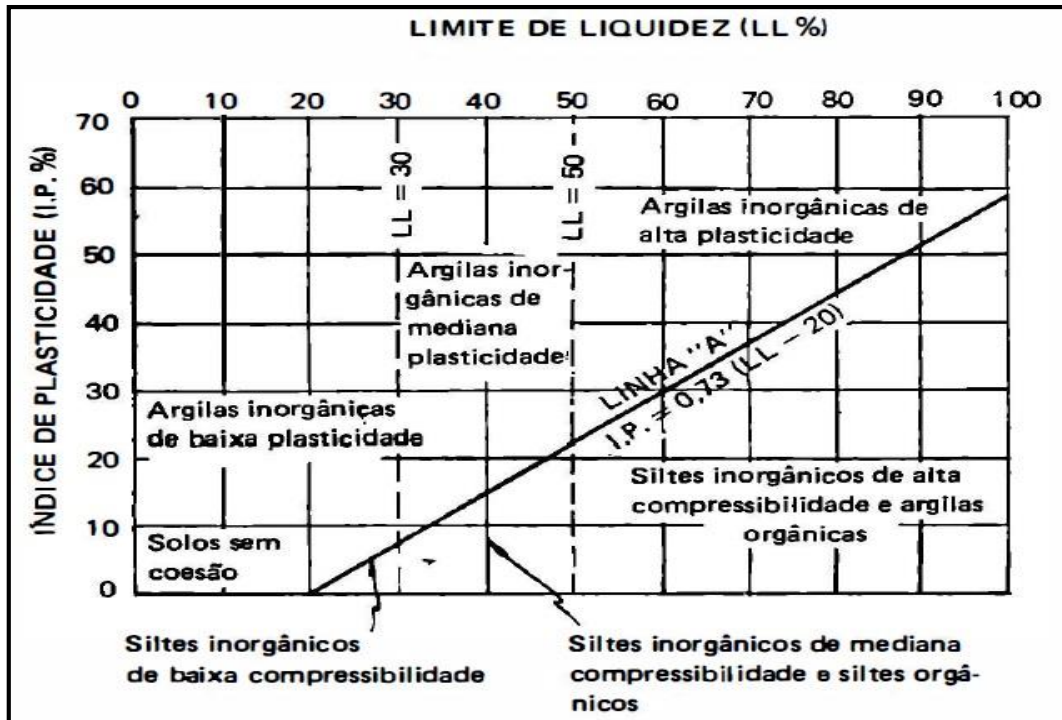 LIMITE DE LIQUIDEZ (LL %)
0 10 20 30 40 50 60 70 80 90 100
ÍNDICE DE PLASTICIDADE (I.P. %)
70
60
50
40
30
20
10
0
LL = 30
LL = 50
Argilas inorgânicas de
alta plasticidade
Argilas inor-
gânicas de
mediana
plasticidade
LINHA "A"
I.P. = 0,73 (LL – 20)
Argilas inorgânicas
de baixa plasticidade
Siltes inorgânicos de alta
compressibilidade e argilas
orgânicas
Solos sem
coesão
Siltes inorgânicos
de baixa compressibilidade
Siltes inorgânicos de mediana
compressibilidade e siltes orgâ-
nicos